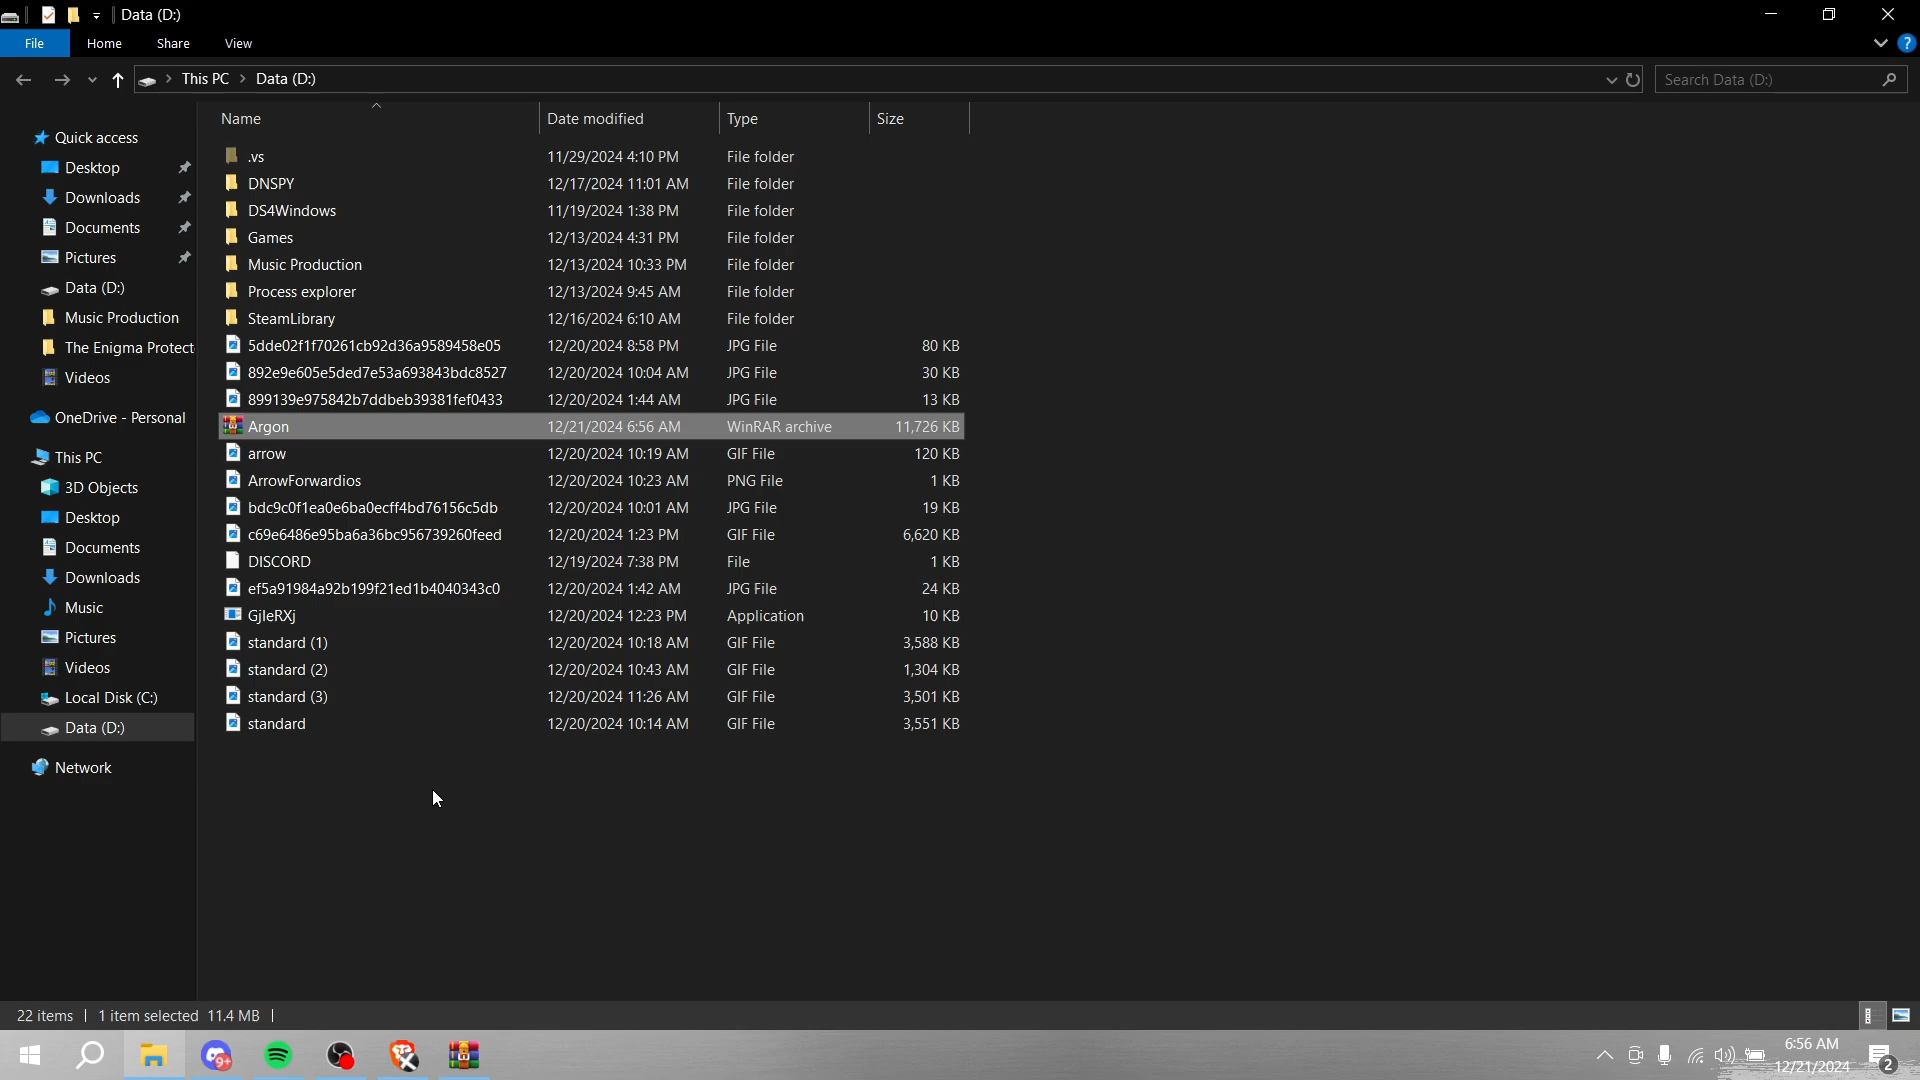 Data (D:)
File Home Share View
This PC Data (D:) Search Data (D:)
Name Date modified Type Size
Quick access
Desktop
Downloads
Documents
Pictures
Data (D:)
Music Production
The Enigma Protect
Videos
OneDrive - Personal
This PC
3D Objects
Desktop
Documents
Downloads
Music
Pictures
Videos
Local Disk (C:)
Data (D:)
Network
.vs 11/29/2024 4:10 PM File folder
DNSPY 12/17/2024 11:01 AM File folder
DS4Windows 11/19/2024 1:38 PM File folder
Games 12/13/2024 4:31 PM File folder
Music Production 12/13/2024 10:33 PM File folder
Process explorer 12/13/2024 9:45 AM File folder
SteamLibrary 12/16/2024 6:10 AM File folder
5dde02f1f70261cb92d36a9589458e05 12/20/2024 8:58 PM JPG File 80 KB
892e9e605e5ded7e53a693843bdc8527 12/20/2024 10:04 AM JPG File 30 KB
899139e975842b7ddbeb39381fef0433 12/20/2024 1:44 AM JPG File 13 KB
Argon 12/21/2024 6:56 AM WinRAR archive 11,726 KB
arrow 12/20/2024 10:19 AM GIF File 120 KB
ArrowForwardios 12/20/2024 10:23 AM PNG File 1 KB
bdc9c0f1ea0e6ba0ecff4bd76156c5db 12/20/2024 10:01 AM JPG File 19 KB
c69e6486e95ba6a36bc956739260feed 12/20/2024 1:23 PM GIF File 6,620 KB
DISCORD 12/19/2024 7:38 PM File 1 KB
ef5a91984a92b199f21ed1b4040343c0 12/20/2024 1:42 AM JPG File 24 KB
GjleRXj 12/20/2024 12:23 PM Application 10 KB
standard (1) 12/20/2024 10:18 AM GIF File 3,588 KB
standard (2) 12/20/2024 10:43 AM GIF File 1,304 KB
standard (3) 12/20/2024 11:26 AM GIF File 3,501 KB
standard 12/20/2024 10:14 AM GIF File 3,551 KB
22 items 1 item selected 11.4 MB
9+
6:56 AM
12/21/2024
2